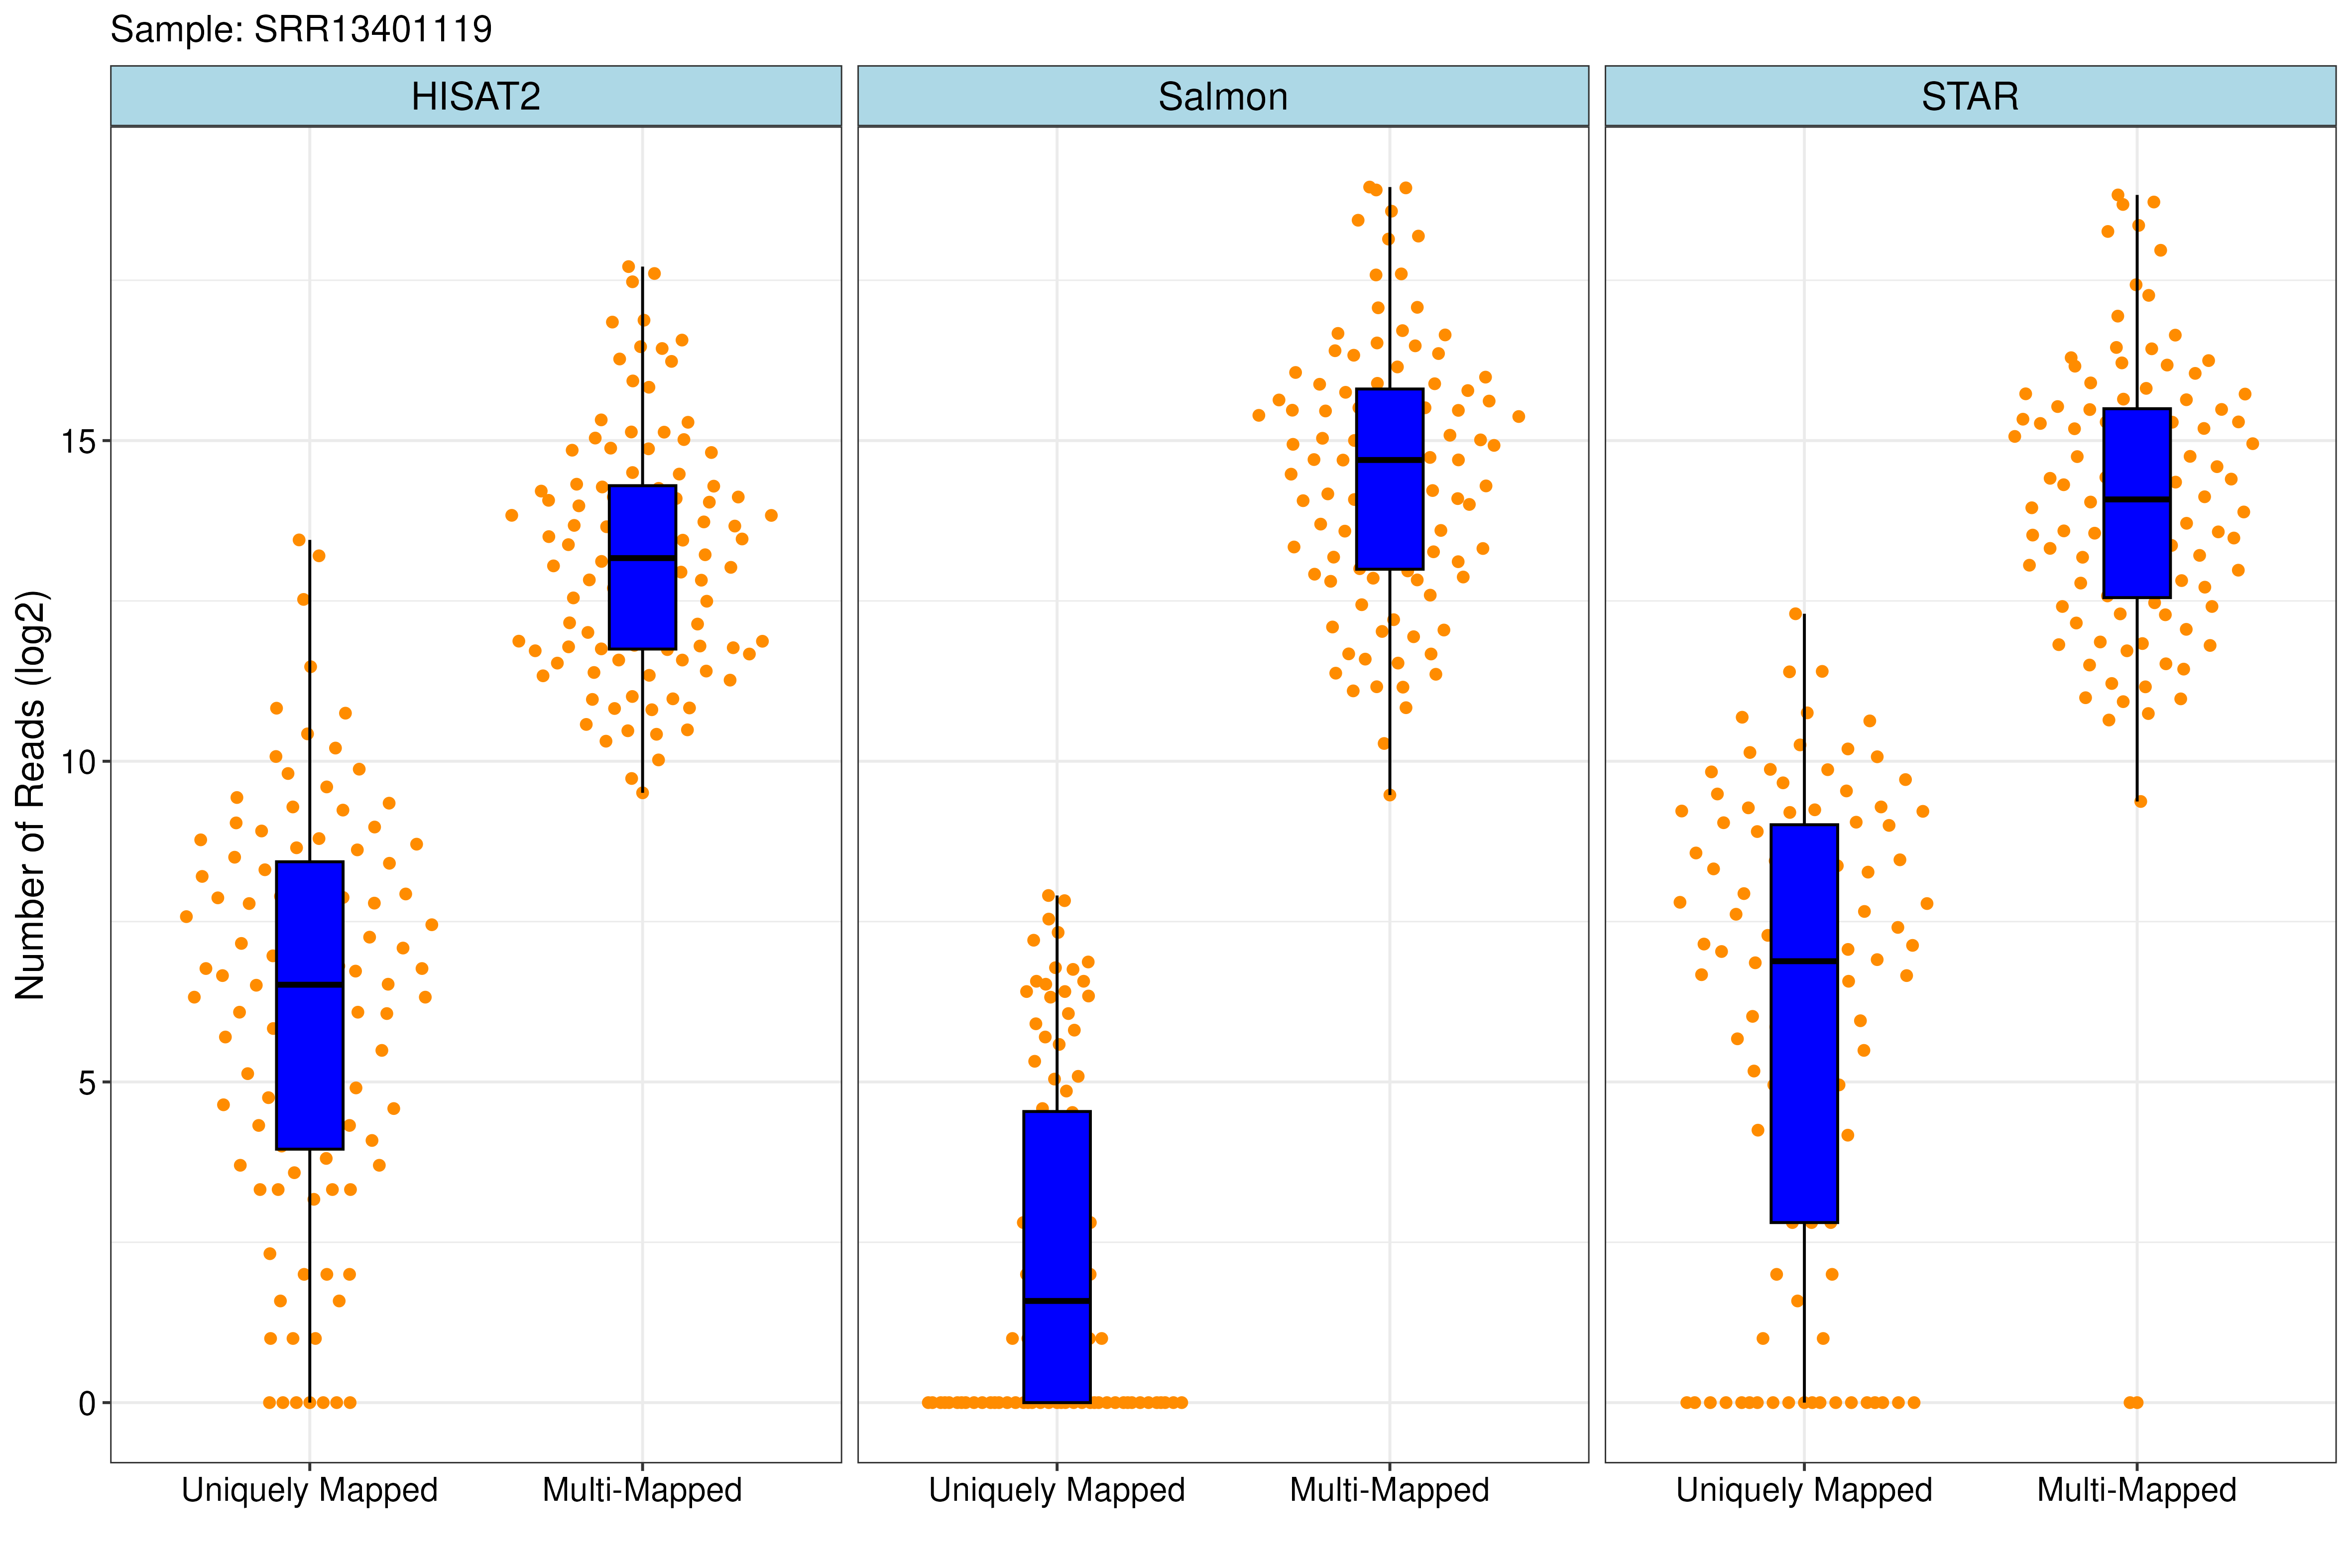 Sample: SRR13401119
HISAT2
Salmon
STAR
Number of Reads (log2)
15
10
5
0
Uniquely Mapped
Multi-Mapped
Uniquely Mapped
Multi-Mapped
Uniquely Mapped
Multi-Mapped